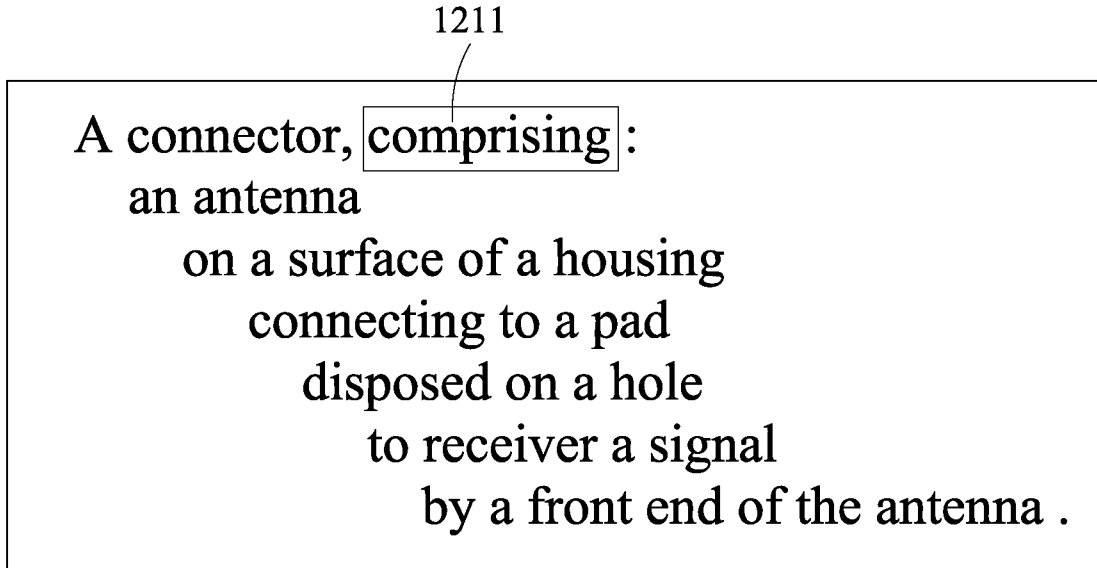 1211
A connector, comprising :
an antenna
on a surface of a housing
connecting to a pad
disposed on a hole
to receiver a signal
by a front end of the antenna .